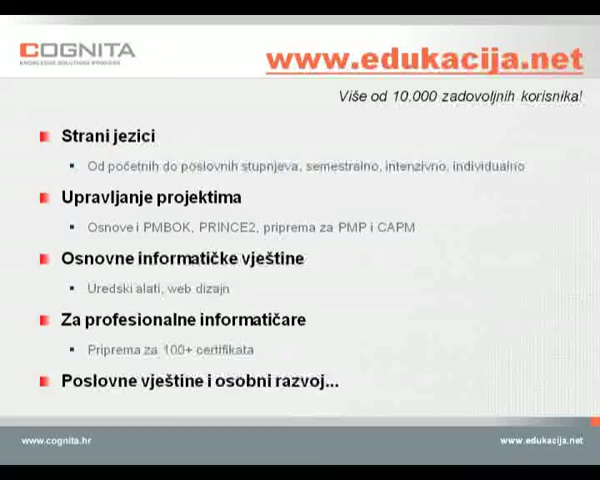 COGNITA
KNOWLEDGE SOLUTIONS PROVIDER
www.edukacija.net
Više od 10.000 zadovoljnih korisnika!
Strani jezici
Od početnih do poslovnih stupnjeva, semestralno, intenzivno, individualno
Upravljanje projektima
Osnove i PMBOK, PRINCE2, priprema za PMP i CAPM
Osnovne informatičke vještine
Uredski alati, web dizajn
Za profesionalne informatičare
Priprema za 100+ certifikata
Poslovne vještine i osobni razvoj...
www.cognita.hr
www.edukacija.net